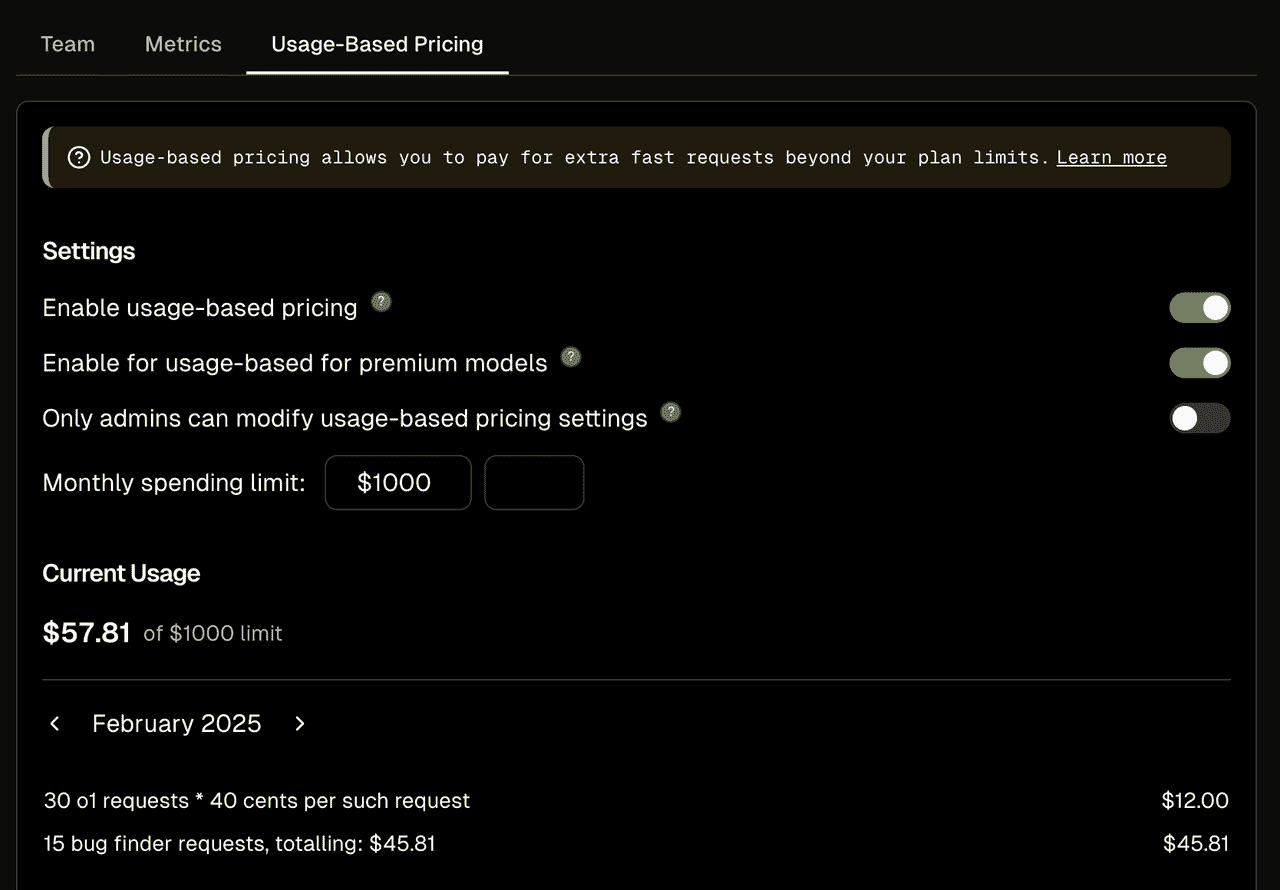 Team Metrics Usage-Based Pricing
? Usage-based pricing allows you to pay for extra fast requests beyond your plan limits. Learn more
Settings
Enable usage-based pricing ?
Enable for usage-based for premium models ?
Only admins can modify usage-based pricing settings ?
Monthly spending limit: $1000
Current Usage
$57.81 of $1000 limit
< February 2025 >
30 o1 requests * 40 cents per such request $12.00
15 bug finder requests, totalling: $45.81 $45.81